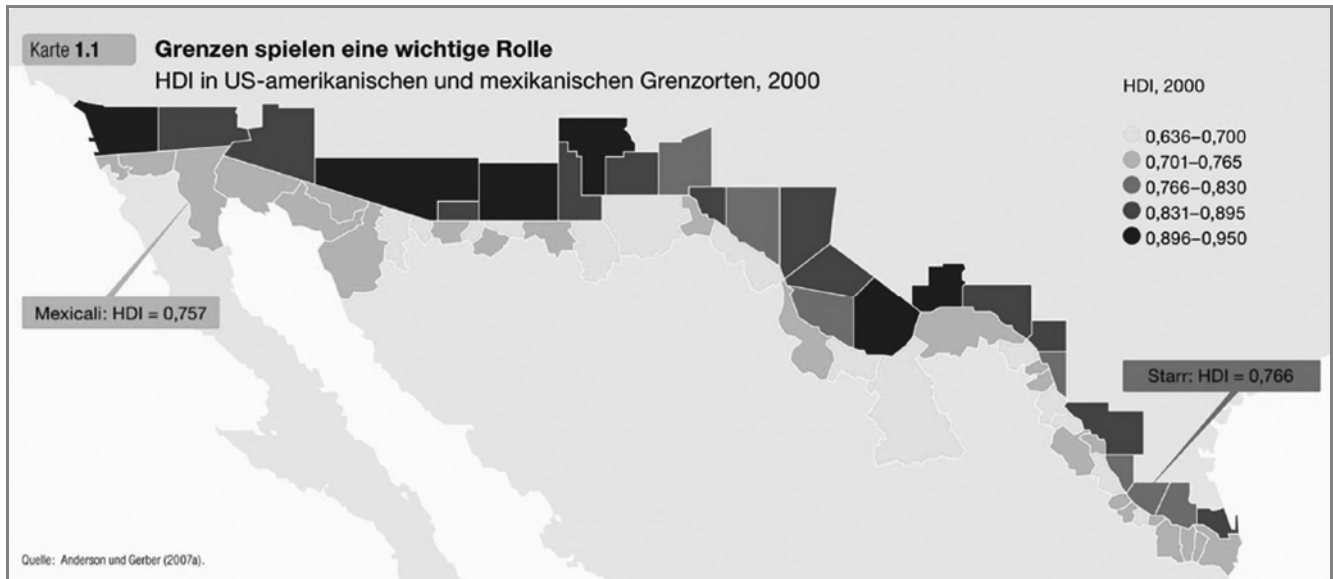 Karte 1.1
Grenzen spielen eine wichtige Rolle
HDI in US-amerikanischen und mexikanischen Grenzorten, 2000
HDI, 2000
0,636–0,700
0,701–0,765
0,766–0,830
0,831–0,895
0,896–0,950
Mexicali: HDI = 0,757
Starr: HDI = 0,766
Quelle: Anderson und Gerber (2007a).